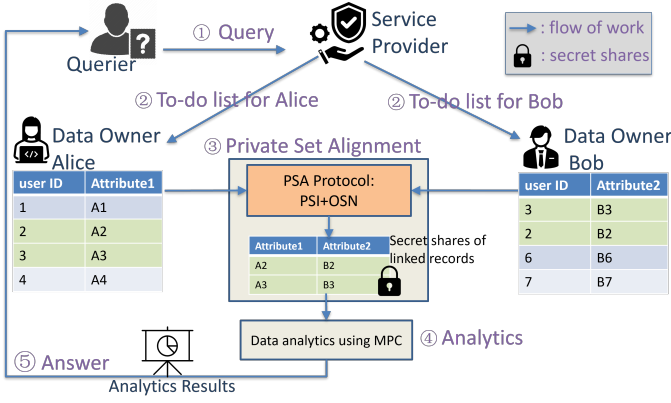 ① Query
Service
Provider
Querier
: flow of work
: secret shares
② To-do list for Alice
② To-do list for Bob
Data Owner
Alice
③ Private Set Alignment
Data Owner
Bob
user ID Attribute1
1 A1
2 A2
3 A3
4 A4
PSA Protocol:
PSI+OSN
user ID Attribute2
3 B3
2 B2
6 B6
7 B7
Attribute1 Attribute2
A2 B2
A3 B3
Secret shares of
linked records
Data analytics using MPC
④ Analytics
⑤ Answer
Analytics Results
?